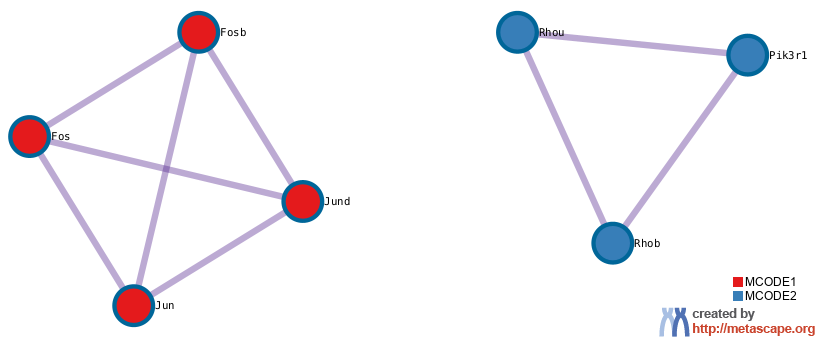 Fosb
Rhou
Pik3r1
Fos
Jund
Rhob
Jun
MCODE1
MCODE2
created by
http://metascape.org